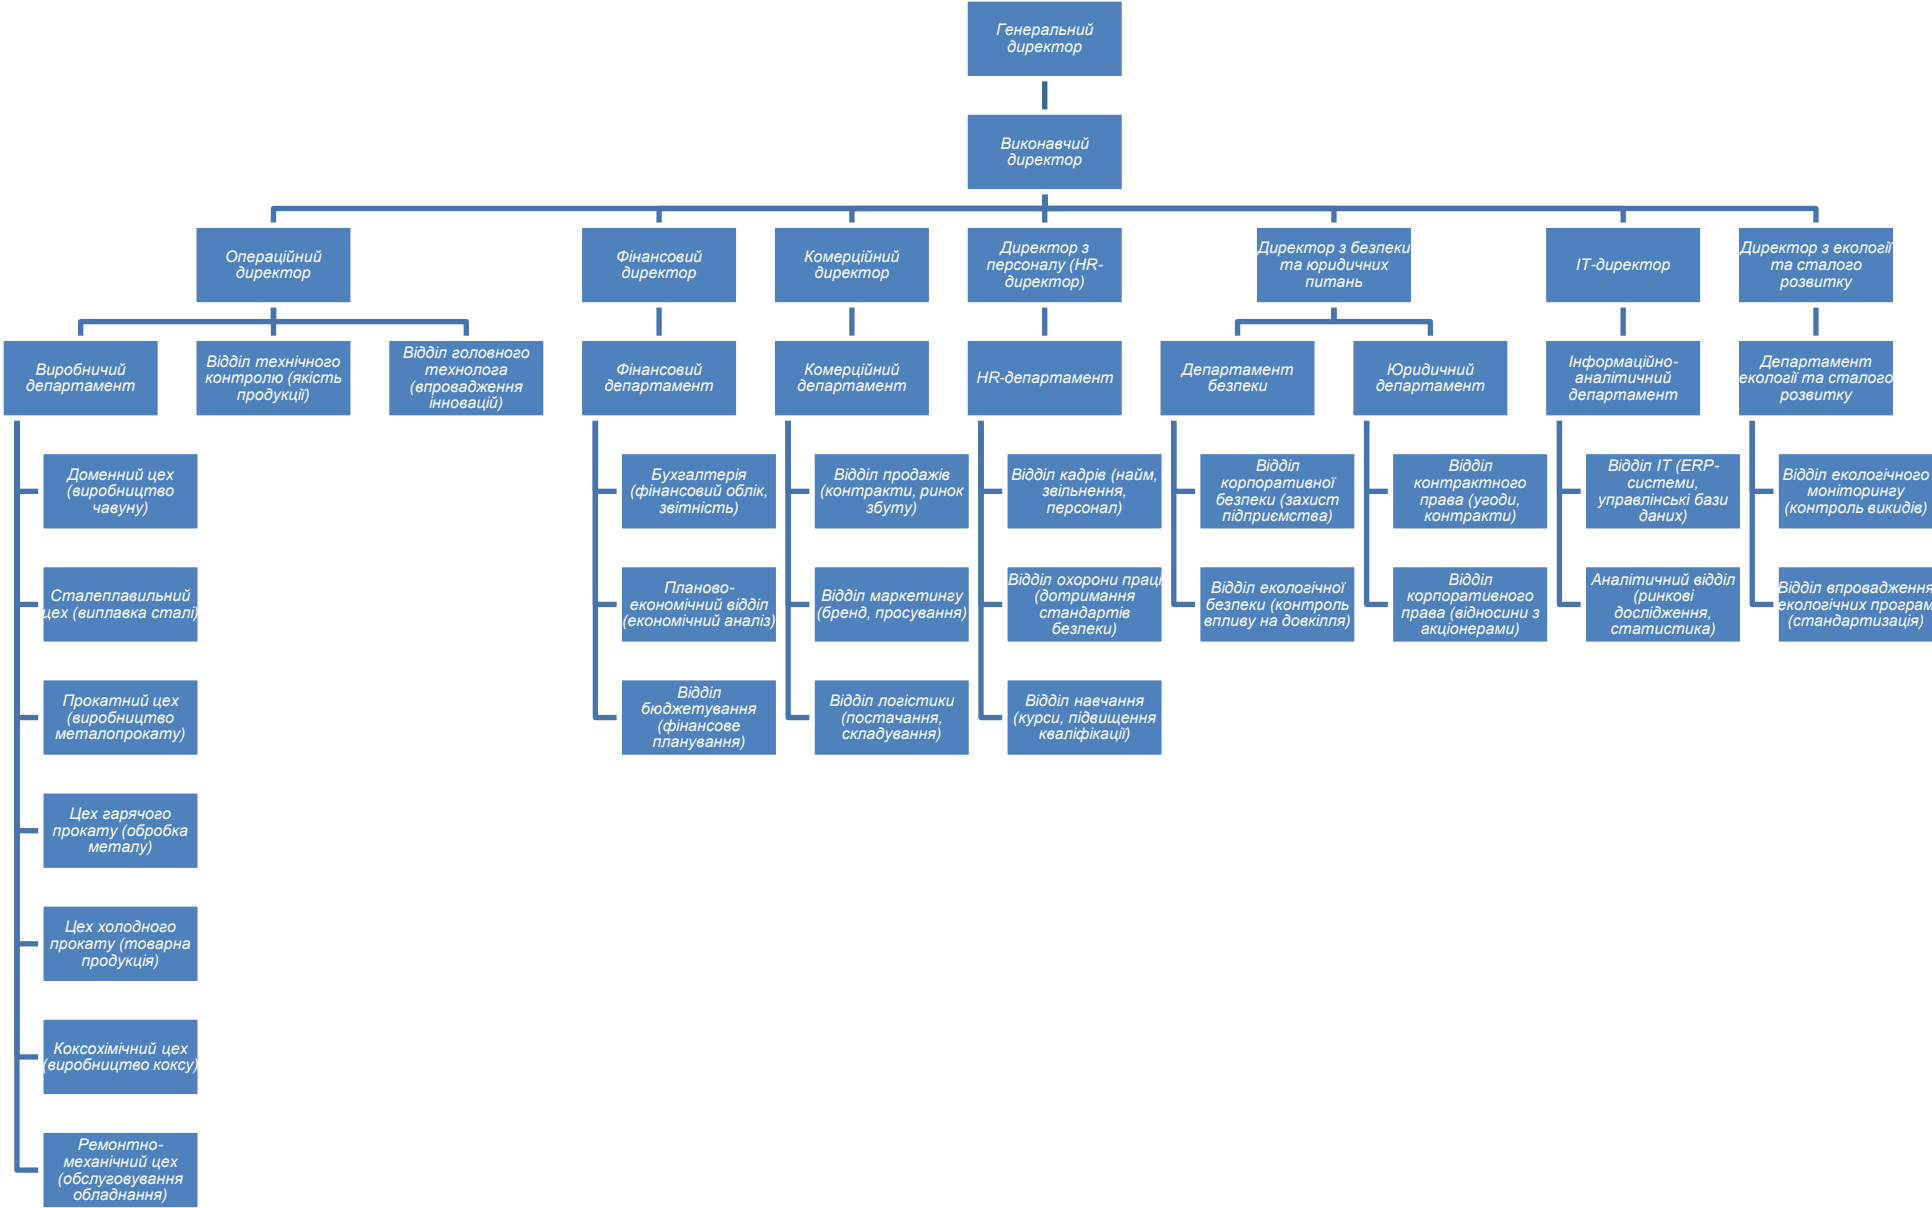 Генеральний
директор
Виконавчий
директор
Операційний
директор
Фінансовий
директор
Комерційний
директор
Директор з
персоналу (HR-
директор)
Директор з безпеки
та юридичних
питань
ІТ-директор
Директор з екології
та сталого
розвитку
Виробничий
департамент
Відділ технічного
контролю (якість
продукції)
Відділ головного
технолога
(впровадження
інновацій)
Фінансовий
департамент
Комерційний
департамент
HR-департамент
Департамент
безпеки
Юридичний
департамент
Інформаційно-
аналітичний
департамент
Департамент
екології та сталого
розвитку
Доменний цех
(виробництво
чавуну)
Сталеплавильний
цех (виплавка сталі)
Прокатний цех
(виробництво
металопрокату)
Цех гарячого
прокату (обробка
металу)
Цех холодного
прокату (товарна
продукція)
Коксохімічний цех
(виробництво коксу)
Ремонтно-
механічний цех
(обслуговування
обладнання)
Бухгалтерія
(фінансовий облік,
звітність)
Планово-
економічний відділ
(економічний аналіз)
Відділ
бюджетування
(фінансове
планування)
Відділ продажів
(контракти, ринок
збуту)
Відділ маркетингу
(бренд, просування)
Відділ логістики
(постачання,
складування)
Відділ кадрів (найм,
звільнення,
персонал)
Відділ охорони праці
(дотримання
стандартів
безпеки)
Відділ навчання
(курси, підвищення
кваліфікації)
Відділ
корпоративної
безпеки (захист
підприємства)
Відділ екологічної
безпеки (контроль
впливу на довкілля)
Відділ
контрактного
права (угоди,
контракти)
Відділ
корпоративного
права (відносини з
акціонерами)
Відділ ІТ (ERP-
системи,
управлінські бази
даних)
Аналітичний відділ
(ринкові
дослідження,
статистика)
Відділ екологічного
моніторингу
(контроль викидів)
Відділ впровадження
екологічних програм
(стандартизація)